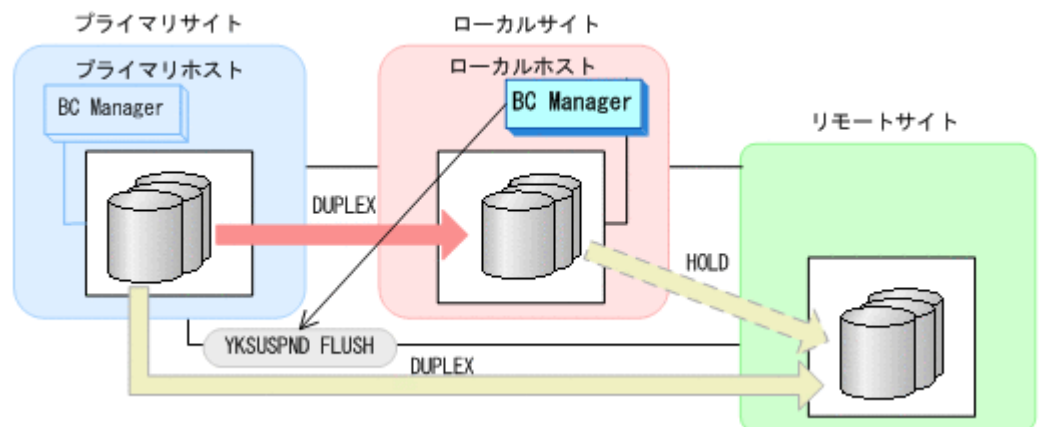 プライマリサイト
ローカルサイト
プライマリホスト
ローカルホスト
BC Manager
BC Manager
リモートサイト
DUPLEX
HOLD
YKSUSPND FLUSH
DUPLEX